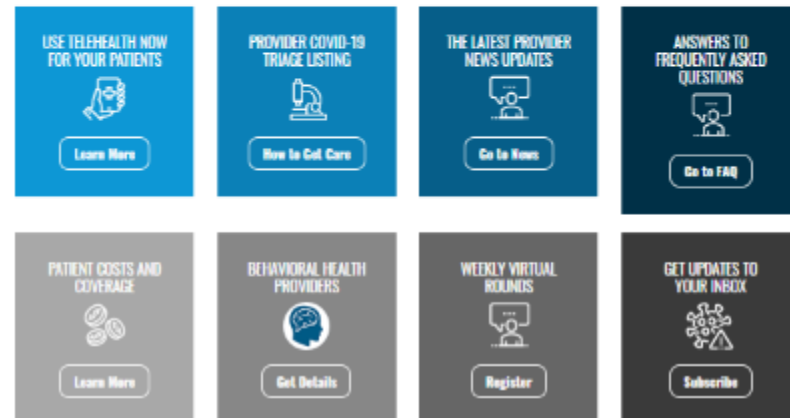 USE TELEHEALTH NOW
FOR YOUR PATIENTS
Learn More
PROVIDER COVID-19
TRIAGE LISTING
How to Get Care
THE LATEST PROVIDER
NEWS UPDATES
Go to News
ANSWERS TO
FREQUENTLY ASKED
QUESTIONS
Go to FAQ
PATIENT COSTS AND
COVERAGE
Learn More
BEHAVIORAL HEALTH
PROVIDERS
Get Details
WEEKLY VIRTUAL
ROUNDS
Register
GET UPDATES TO
YOUR INBOX
Subscribe